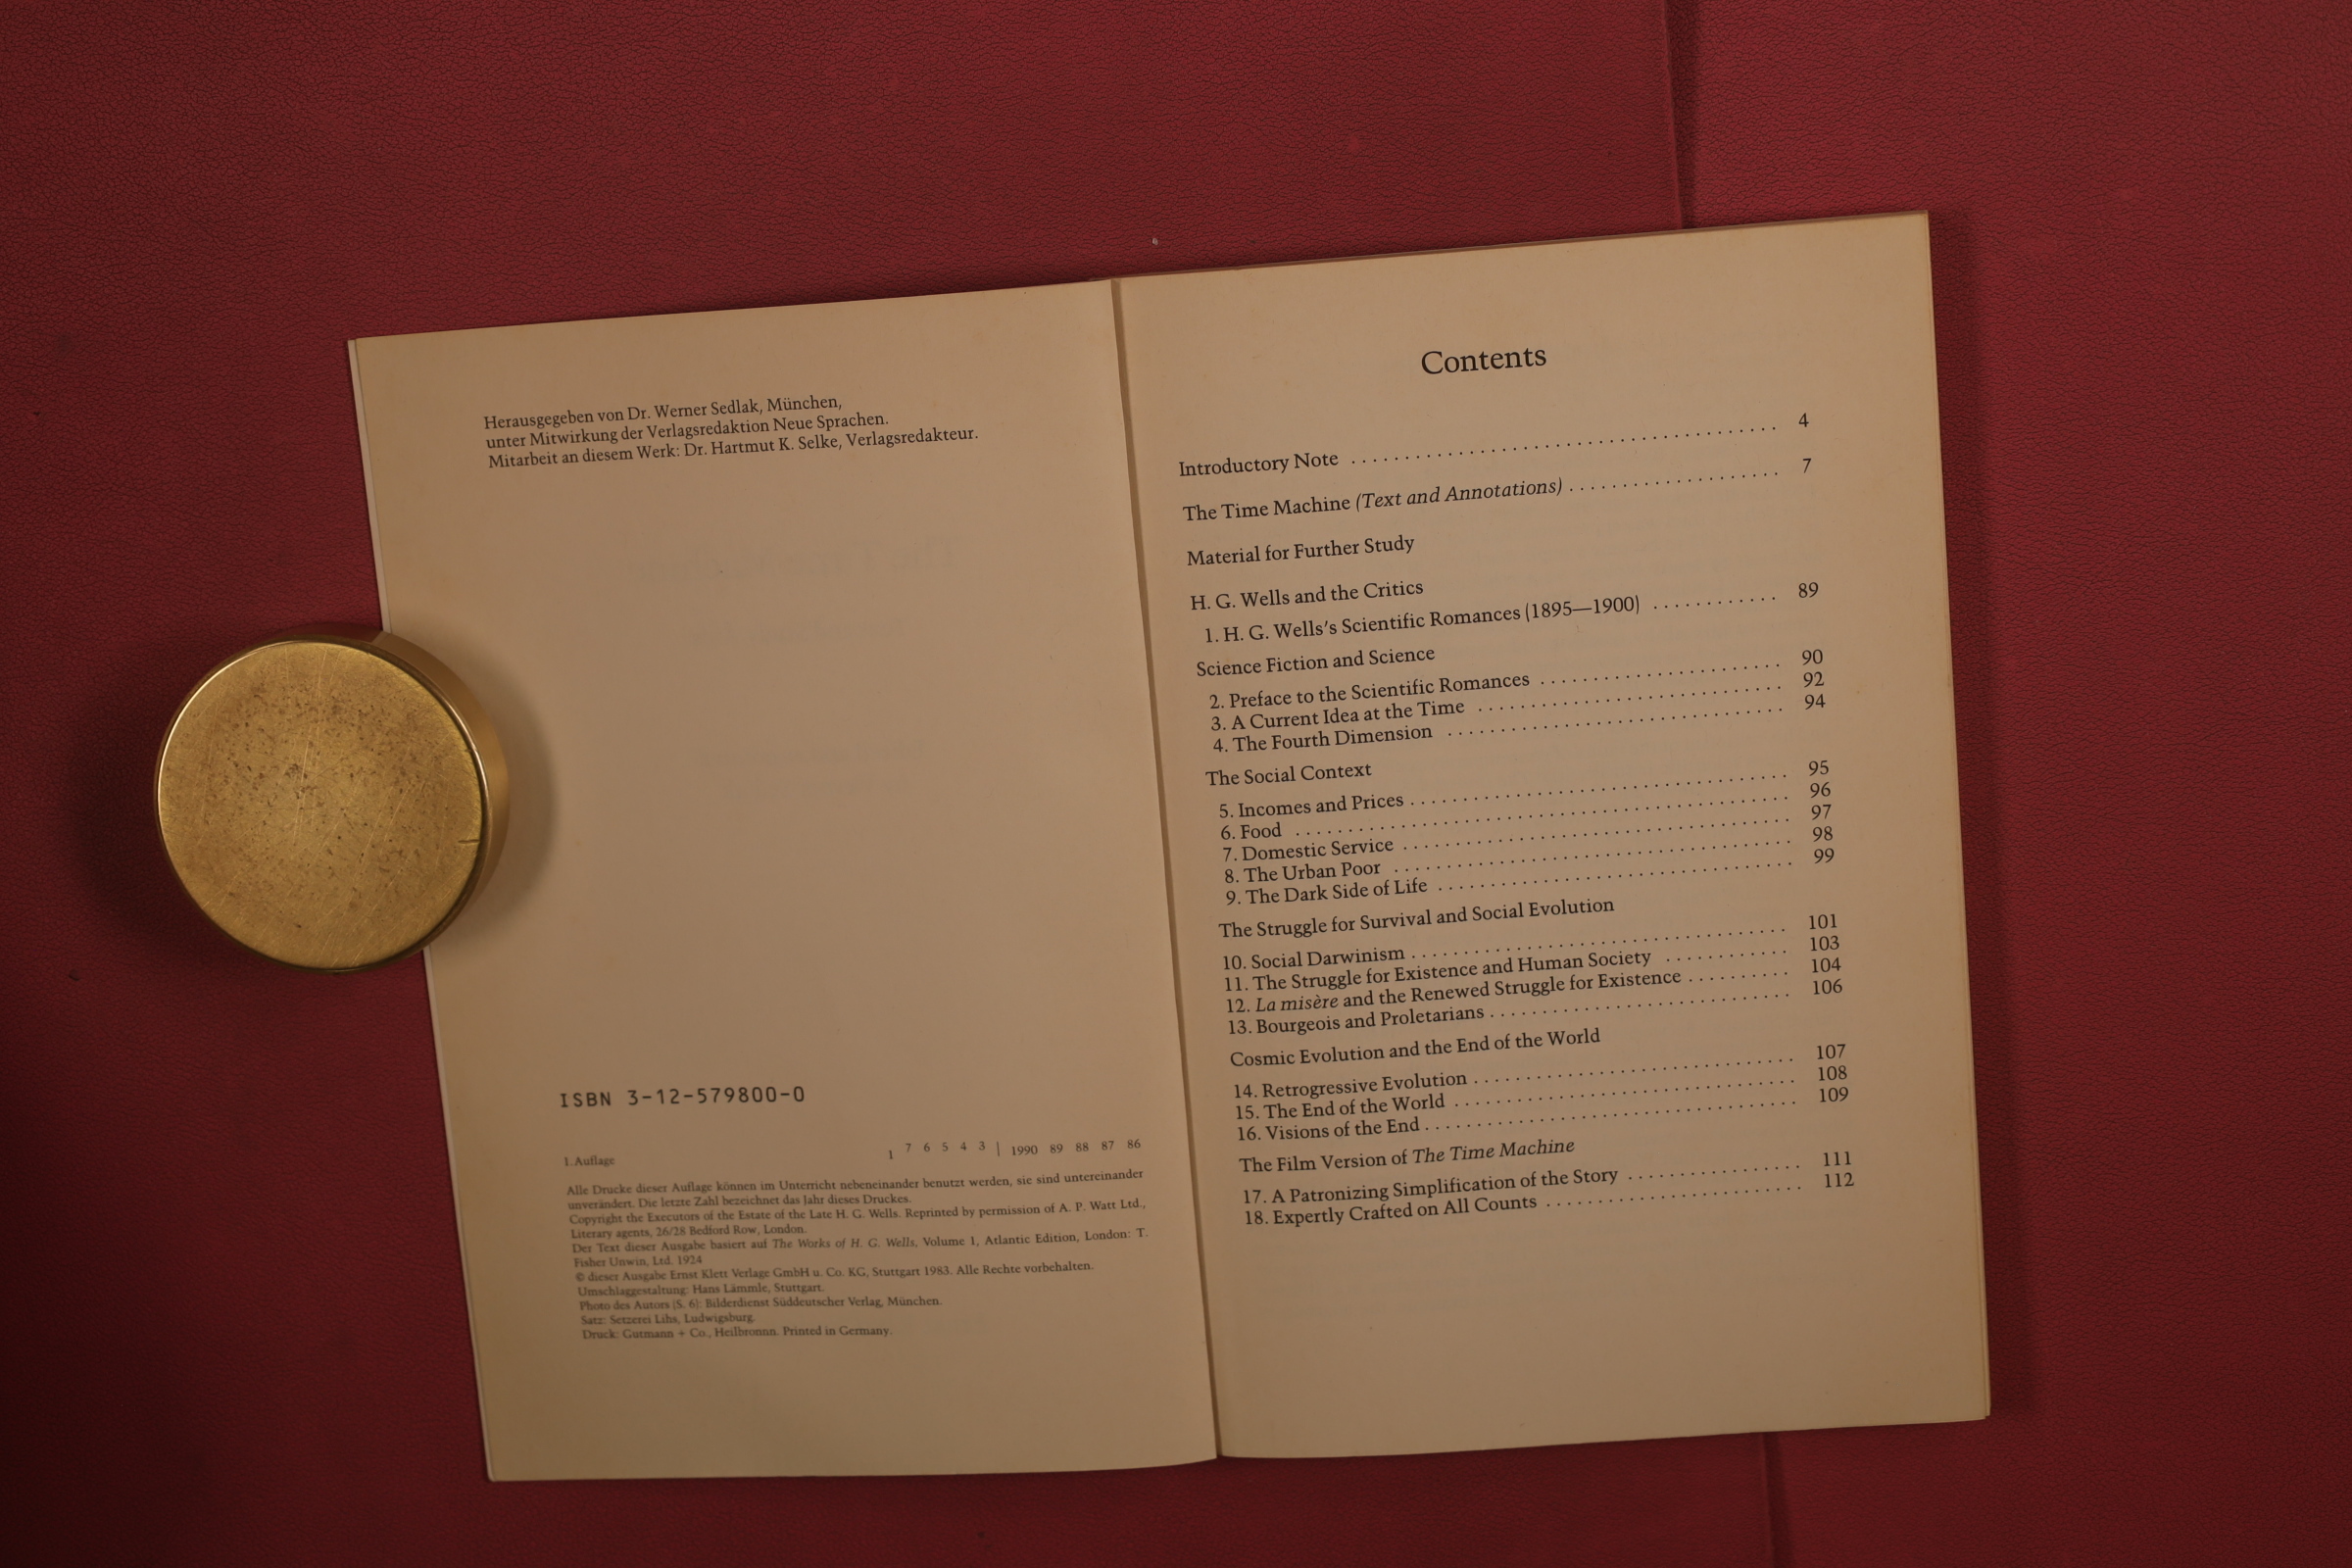 Herausgegeben von Dr. Werner Sedlak, München,
unter Mitwirkung der Verlagsredaktion Neue Sprachen.
Mitarbeit an diesem Werk: Dr. Hartmut K. Selke, Verlagsredakteur.
ISBN 3-12-579800-0
1. Auflage 1 7 6 5 4 3 | 1990 89 88 87 86
Alle Drucke dieser Auflage können im Unterricht nebeneinander benutzt werden, sie sind untereinander
unverändert. Die letzte Zahl bezeichnet das Jahr dieses Druckes.
Copyright the Executors of the Estate of the Late H. G. Wells. Reprinted by permission of A. P. Watt Ltd.,
Literary agents, 26/28 Bedford Row, London.
Der Text dieser Ausgabe basiert auf The Works of H. G. Wells, Volume 1, Atlantic Edition, London: T.
Fisher Unwin, Ltd. 1924
© dieser Ausgabe Ernst Klett Verlage GmbH u. Co. KG, Stuttgart 1983. Alle Rechte vorbehalten.
Umschlaggestaltung: Hans Lämmle, Stuttgart.
Photo des Autors (S. 6): Bilderdienst Süddeutscher Verlag, München.
Satz: Setzerei Lihs, Ludwigsburg.
Druck: Gutmann + Co., Heilbronnn. Printed in Germany.
Contents
Introductory Note . . . . . . . . . . 4
The Time Machine (Text and Annotations) . . . . . . . . . . 7
Material for Further Study
H. G. Wells and the Critics
1. H. G. Wells's Scientific Romances (1895—1900) . . . . . . . . . . 89
Science Fiction and Science
2. Preface to the Scientific Romances . . . . . . . . . . 90
3. A Current Idea at the Time . . . . . . . . . . 92
4. The Fourth Dimension . . . . . . . . . . 94
The Social Context
5. Incomes and Prices . . . . . . . . . . 95
6. Food . . . . . . . . . . 96
7. Domestic Service . . . . . . . . . . 97
8. The Urban Poor . . . . . . . . . . 98
9. The Dark Side of Life . . . . . . . . . . 99
The Struggle for Survival and Social Evolution
10. Social Darwinism . . . . . . . . . . 101
11. The Struggle for Existence and Human Society . . . . . . . . . . 103
12. La misère and the Renewed Struggle for Existence . . . . . . . . . . 104
13. Bourgeois and Proletarians . . . . . . . . . . 106
Cosmic Evolution and the End of the World
14. Retrogressive Evolution . . . . . . . . . . 107
15. The End of the World . . . . . . . . . . 108
16. Visions of the End . . . . . . . . . . 109
The Film Version of The Time Machine
17. A Patronizing Simplification of the Story . . . . . . . . . . 111
18. Expertly Crafted on All Counts . . . . . . . . . . 112